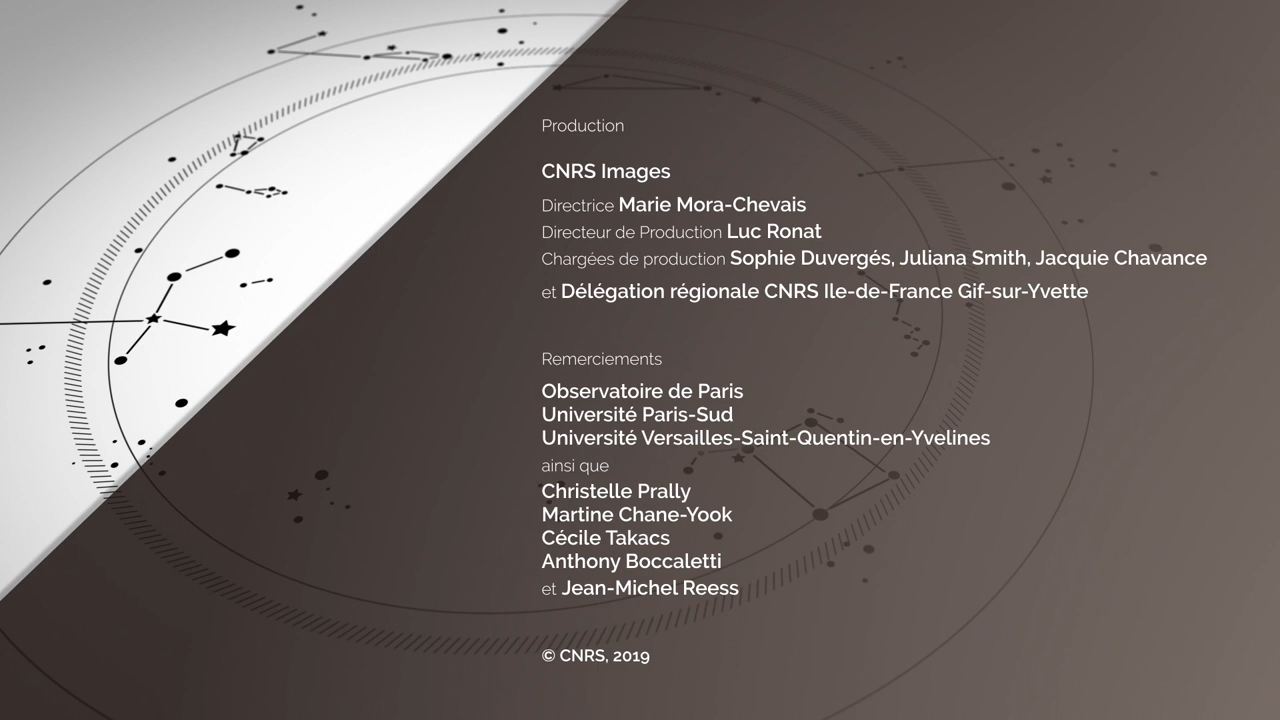 Production
CNRS Images
Directrice Marie Mora-Chevais
Directeur de Production Luc Ronat
Chargées de production Sophie Duvergés, Juliana Smith, Jacquie Chavance
et Délégation régionale CNRS Ile-de-France Gif-sur-Yvette
Remerciements
Observatoire de Paris
Université Paris-Sud
Université Versailles-Saint-Quentin-en-Yvelines
ainsi que
Christelle Prally
Martine Chane-Yook
Cécile Takacs
Anthony Boccaletti
et Jean-Michel Reess
© CNRS, 2019